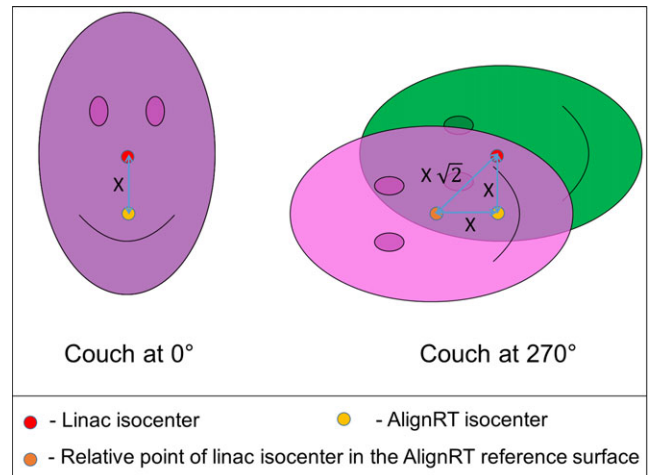 X
X √2
X
X
Couch at 0°
Couch at 270°
- Linac isocenter
- AlignRT isocenter
- Relative point of linac isocenter in the AlignRT reference surface